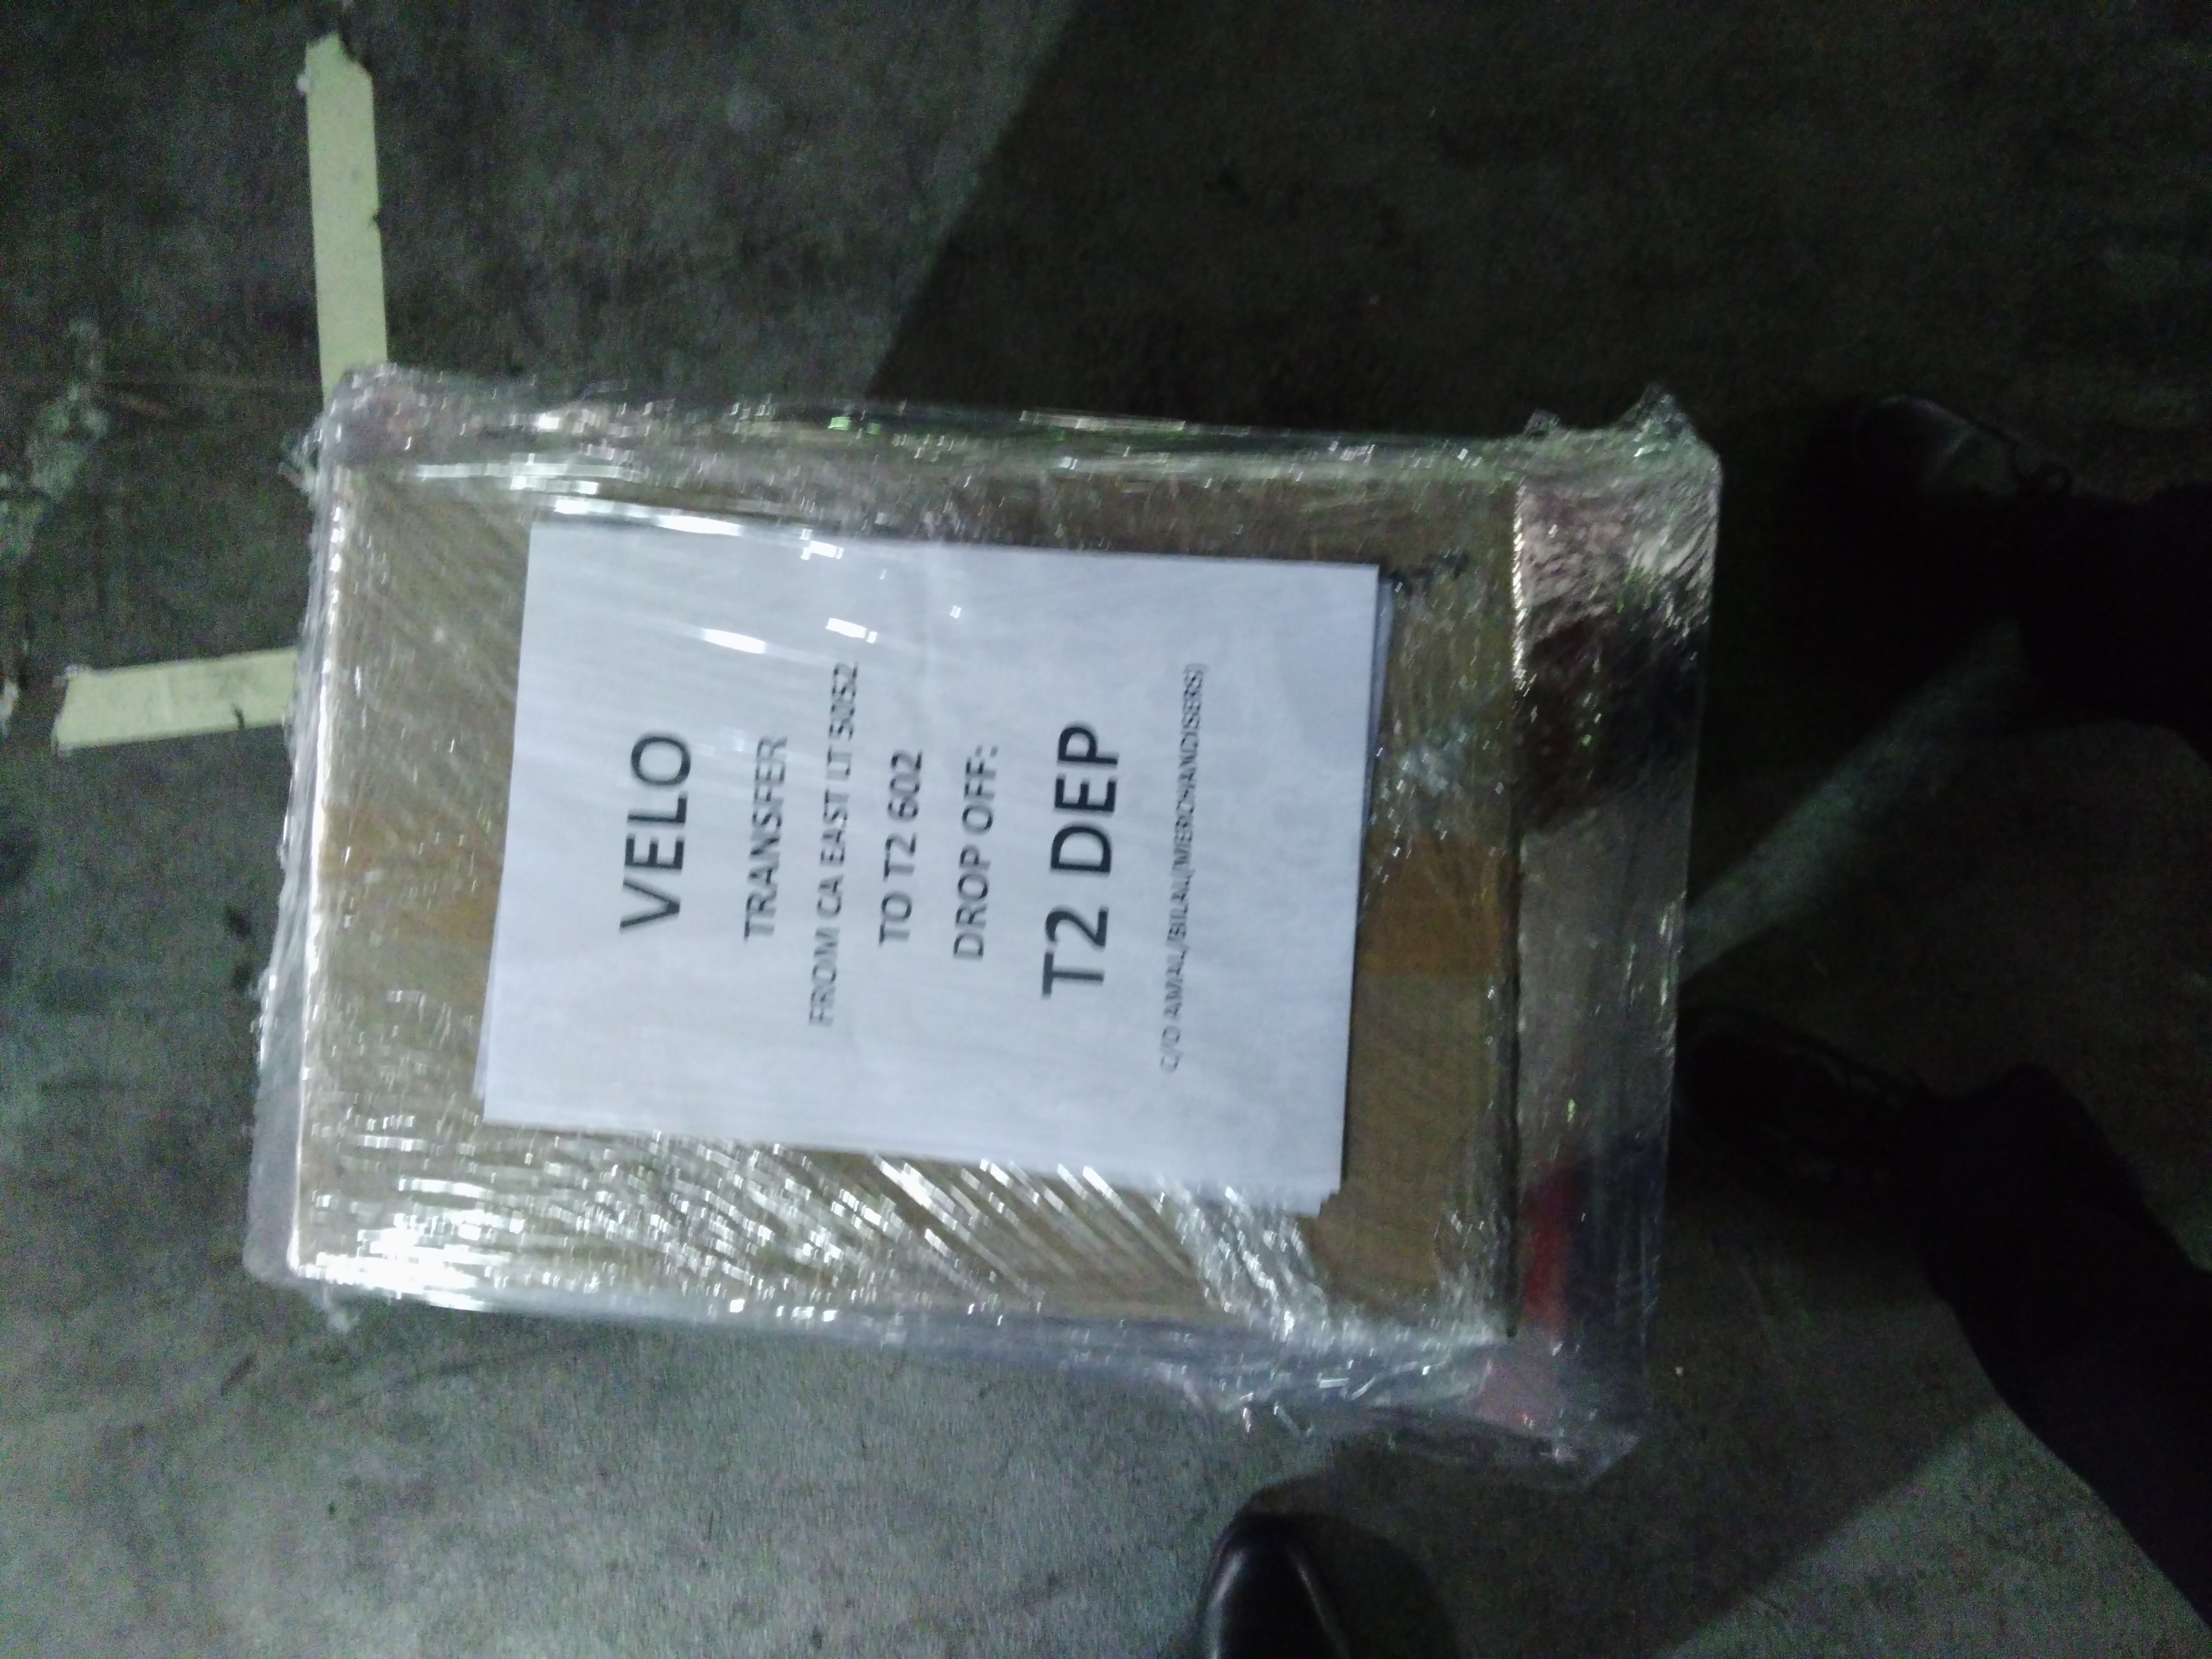 VELO
TRANSFER
FROM CA EAST LT 5052
TO T2 602
DROP OFF:
T2 DEP
C/O AMAL/BILAL/MERCHANDISERS)